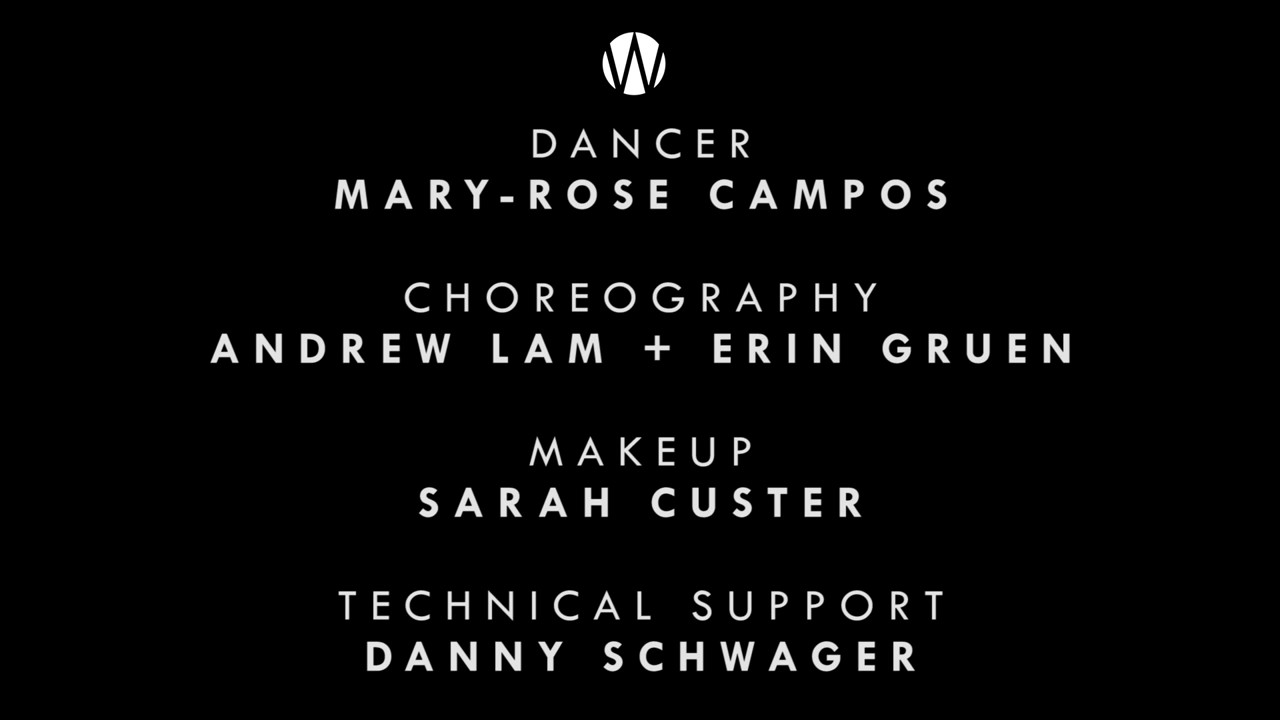 W
DANCER
MARY-ROSE CAMPOS
CHOREOGRAPHY
ANDREW LAM + ERIN GRUEN
MAKEUP
SARAH CUSTER
TECHNICAL SUPPORT
DANNY SCHWAGER